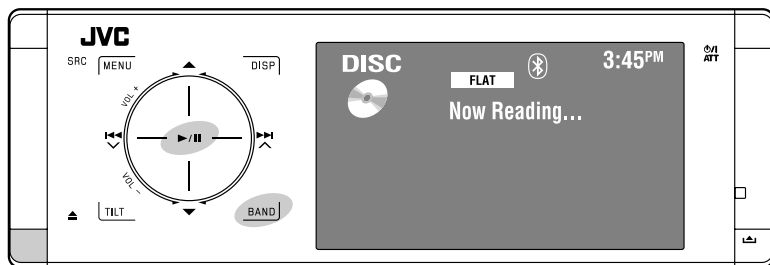 JVC
SRC
MENU
DISP
VOL +
VOL –
TILT
BAND
DISC
FLAT
3:45PM
Now Reading...
ATT